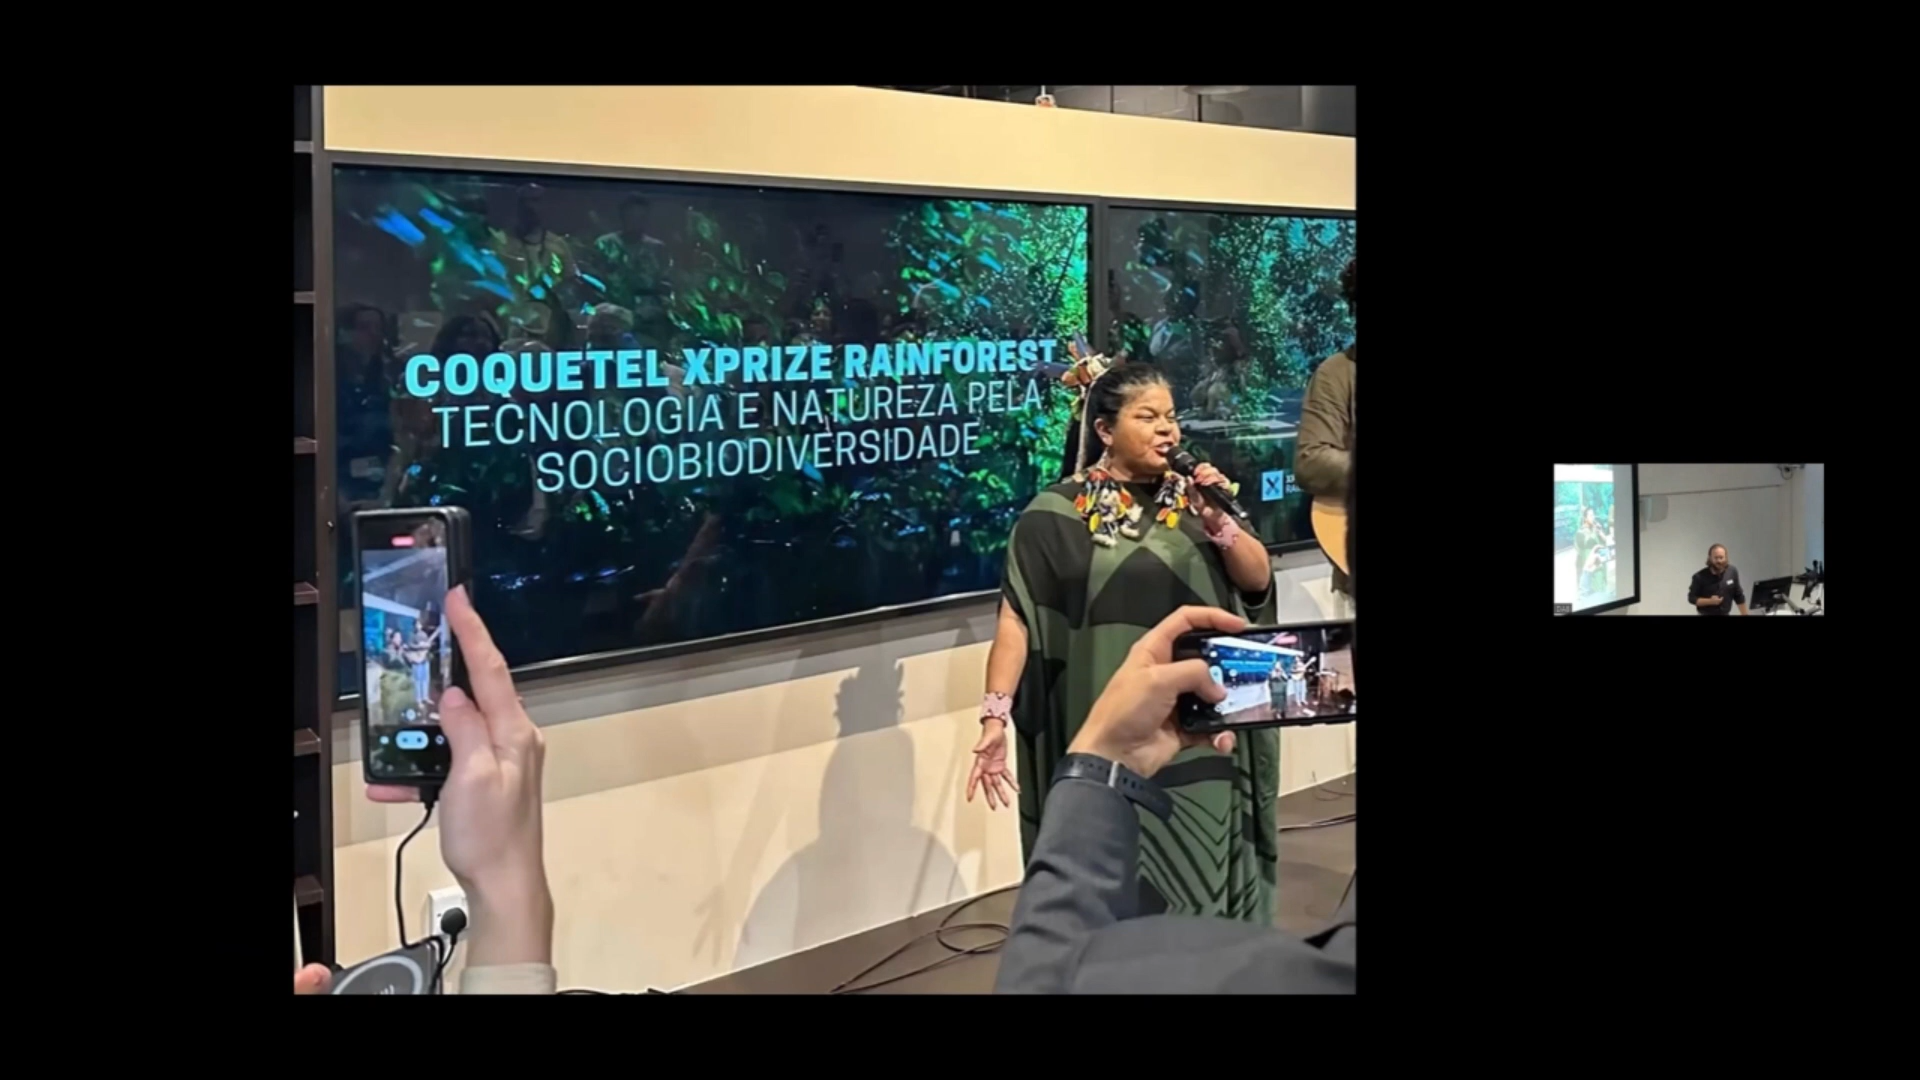 COQUETEL XPRIZE RAINFOREST
TECNOLOGIA E NATUREZA PELA
SOCIOBIODIVERSIDADE